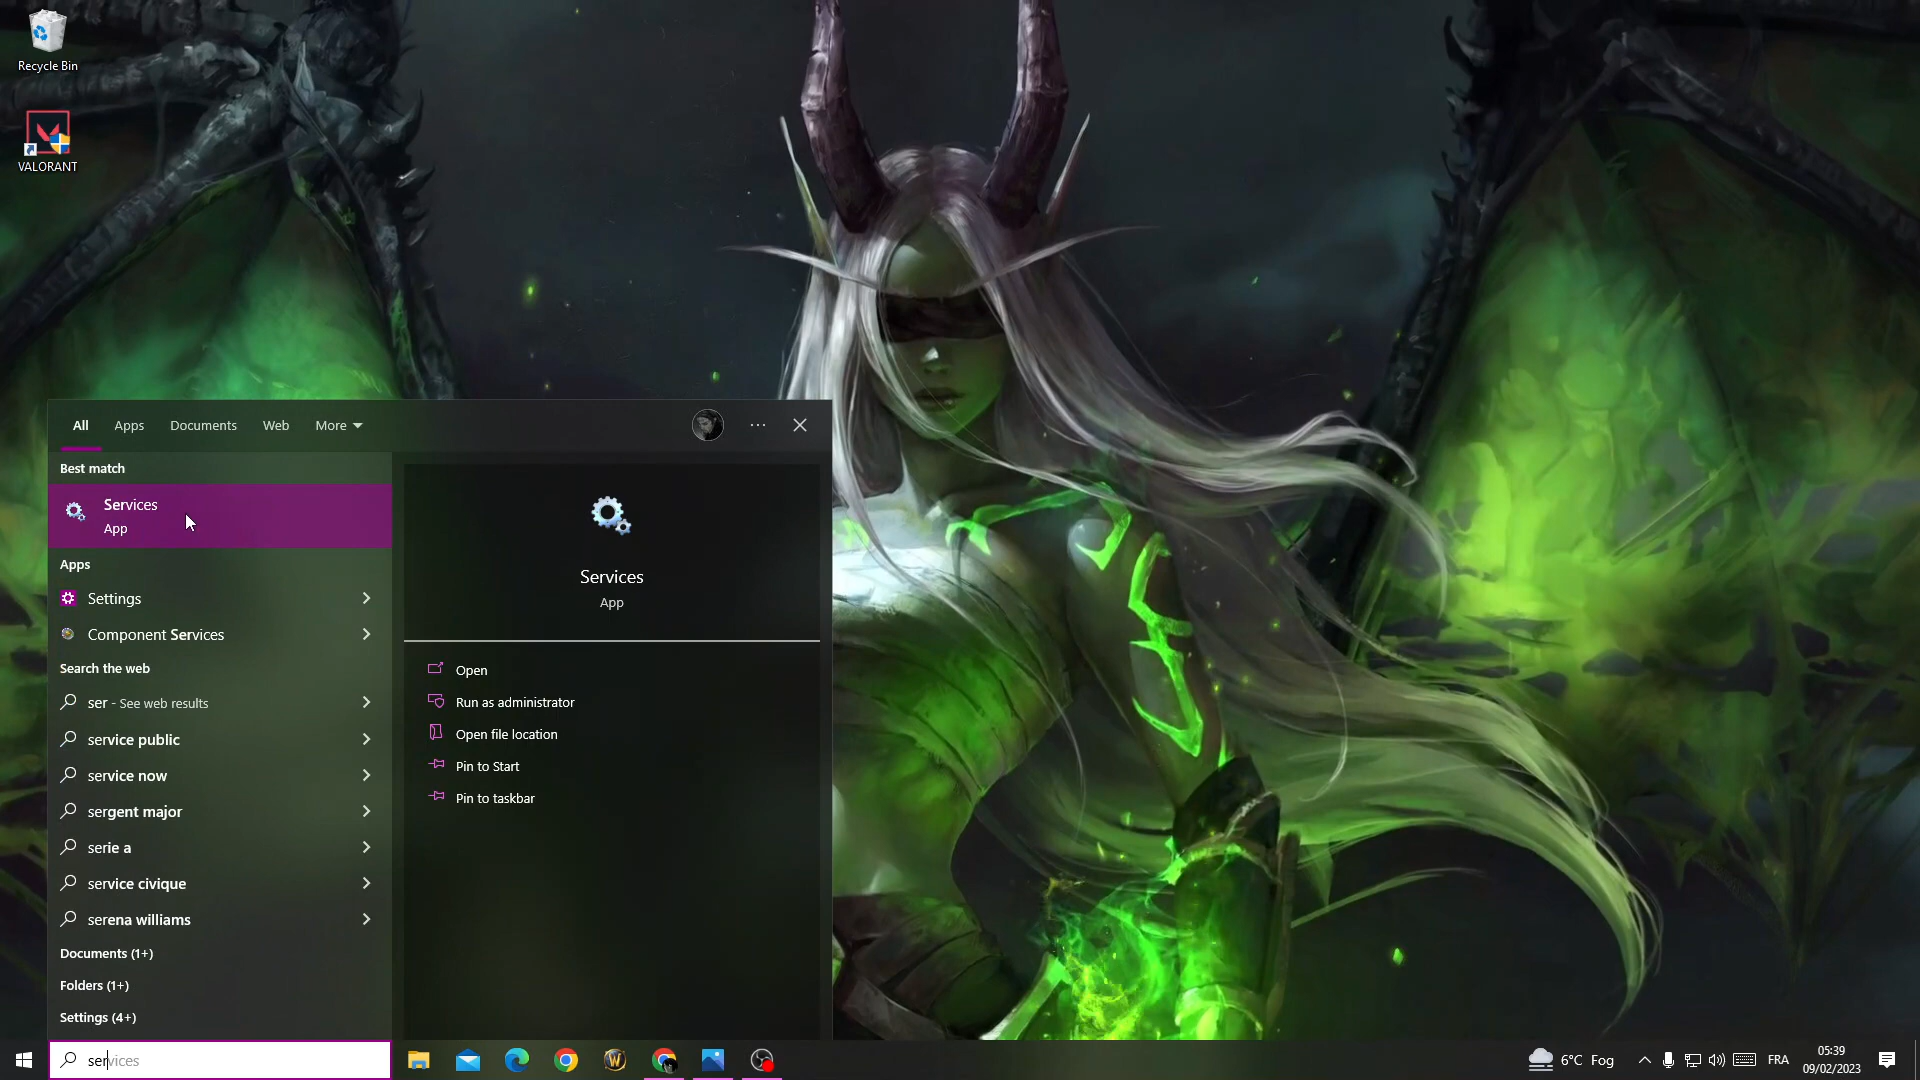 Recycle Bin
VALORANT
All Apps Documents Web More
Best match
Services
App
Apps
Settings
Component Services
Search the web
ser - See web results
service public
service now
sergent major
serie a
service civique
serena williams
Documents (1+)
Folders (1+)
Settings (4+)
Services
App
Open
Run as administrator
Open file location
Pin to Start
Pin to taskbar
services
6°C Fog
FRA
05:39
09/02/2023